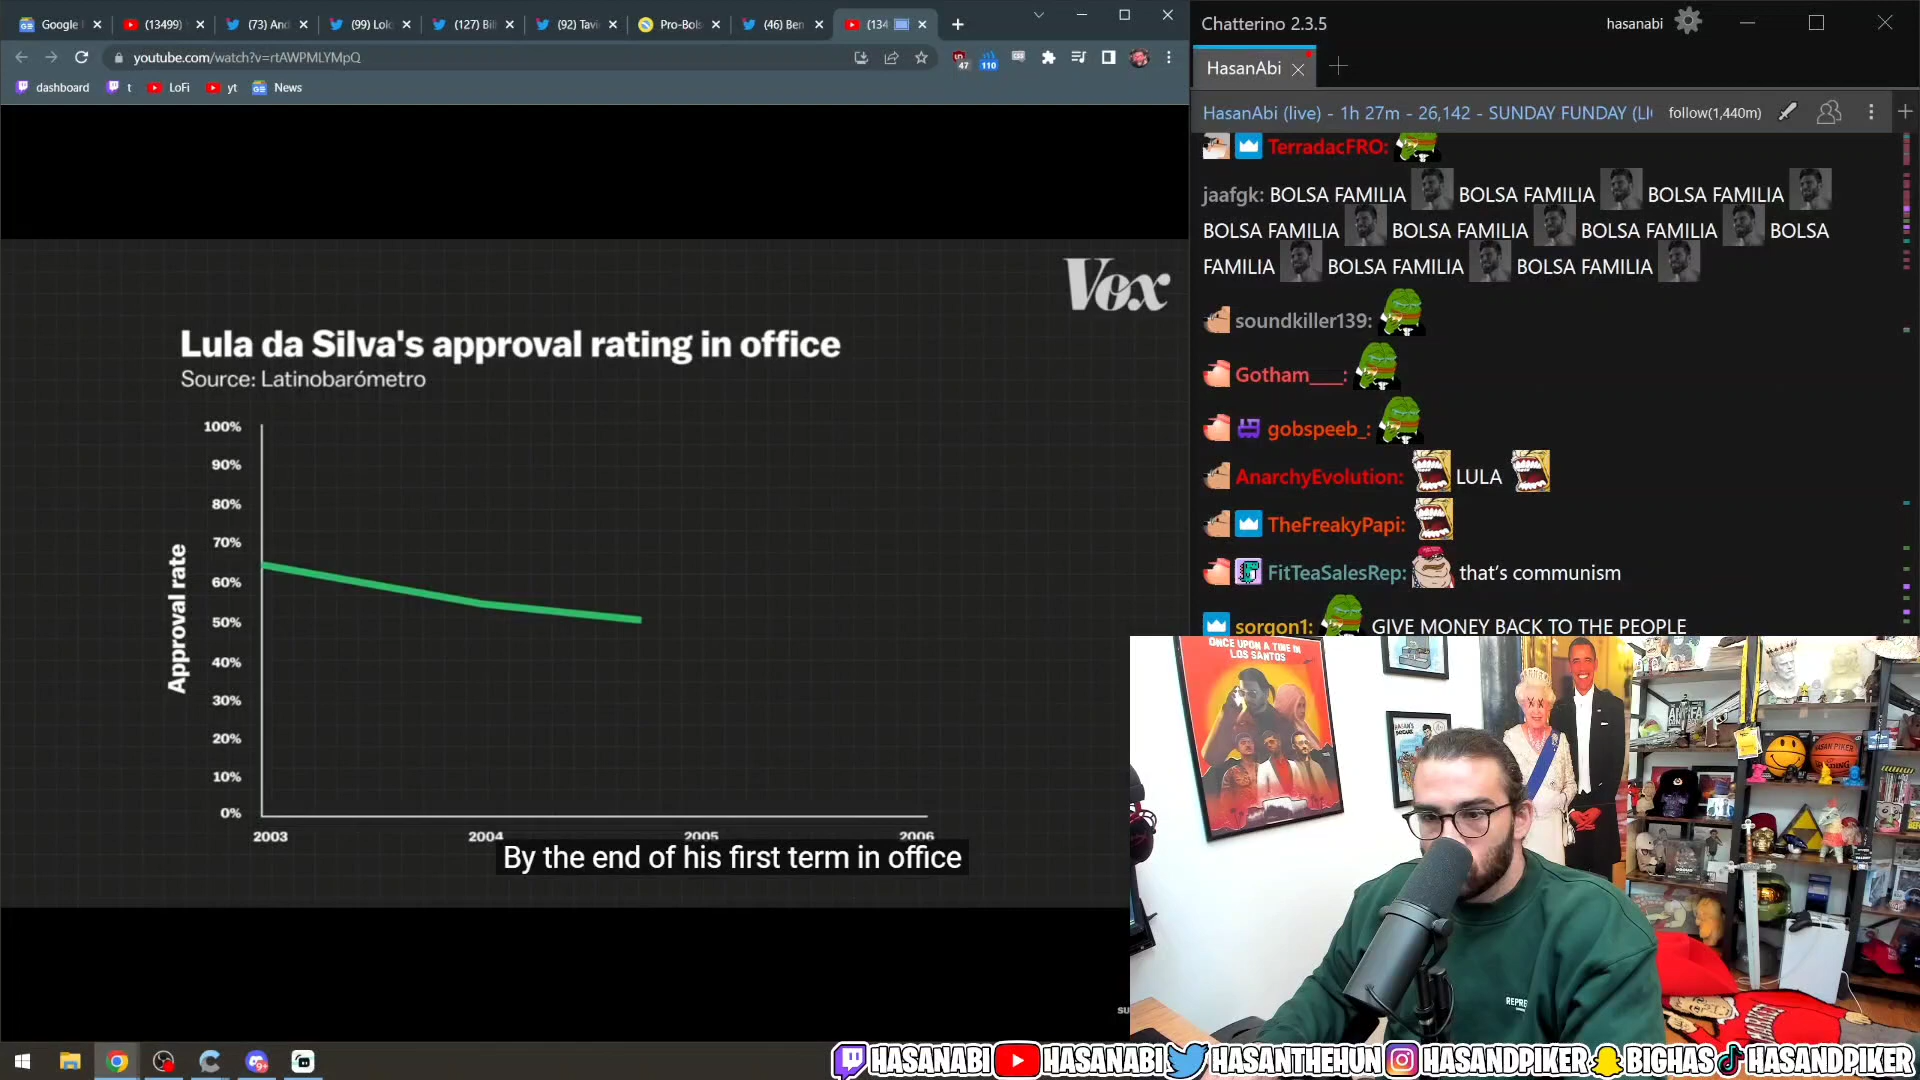 Google
(13499)
(73) And
(99) Lolo
(127) Bil
(92) Tavi
Pro-Bols
(46) Ben
(134
youtube.com/watch?v=rtAWPMLYMpQ
47
110
dashboard
t
LoFi
yt
News
Vox
Lula da Silva's approval rating in office
Source: Latinobarómetro
Approval rate
100%
90%
80%
70%
60%
50%
40%
30%
20%
10%
0%
2003
2004
2005
2006
By the end of his first term in office
Chatterino 2.3.5
hasanabi
HasanAbi
HasanAbi (live) - 1h 27m - 26,142 - SUNDAY FUNDAY (LI
follow(1,440m)
TerradacFRO:
jaafgk: BOLSA FAMILIA BOLSA FAMILIA BOLSA FAMILIA
BOLSA FAMILIA BOLSA FAMILIA BOLSA FAMILIA BOLSA
FAMILIA BOLSA FAMILIA BOLSA FAMILIA
soundkiller139:
Gotham___:
gobspeeb_:
AnarchyEvolution: LULA
TheFreakyPapi:
FitTeaSalesRep: that's communism
sorgon1: GIVE MONEY BACK TO THE PEOPLE
ONCE UPON A TIME IN
LOS SANTOS
HASANABI
HASANABI
HASANTHEHUN
HASANDPIKER
BIGHAS
HASANDPIKER